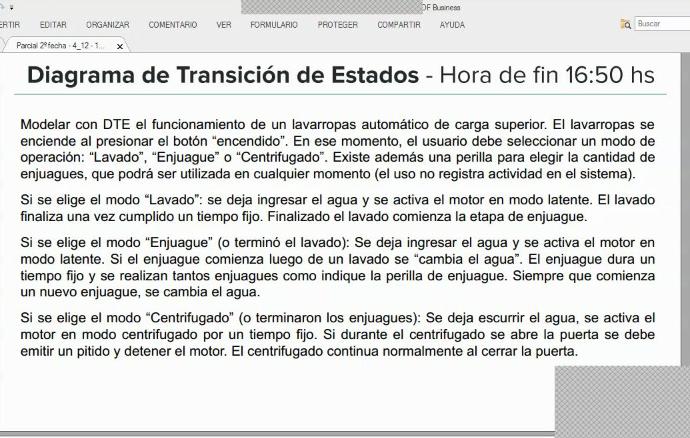 OF Business
ERTIR EDITAR ORGANIZAR COMENTARIO VER FORMULARIO PROTEGER COMPARTIR AYUDA
Buscar
Parcial 2ª fecha - 4_12 - 1... x
Diagrama de Transición de Estados - Hora de fin 16:50 hs
Modelar con DTE el funcionamiento de un lavarropas automático de carga superior. El lavarropas se
enciende al presionar el botón “encendido”. En ese momento, el usuario debe seleccionar un modo de
operación: “Lavado”, “Enjuague” o “Centrifugado”. Existe además una perilla para elegir la cantidad de
enjuagues, que podrá ser utilizada en cualquier momento (el uso no registra actividad en el sistema).
Si se elige el modo “Lavado”: se deja ingresar el agua y se activa el motor en modo latente. El lavado
finaliza una vez cumplido un tiempo fijo. Finalizado el lavado comienza la etapa de enjuague.
Si se elige el modo “Enjuague” (o terminó el lavado): Se deja ingresar el agua y se activa el motor en
modo latente. Si el enjuague comienza luego de un lavado se “cambia el agua”. El enjuague dura un
tiempo fijo y se realizan tantos enjuagues como indique la perilla de enjuague. Siempre que comienza
un nuevo enjuague, se cambia el agua.
Si se elige el modo “Centrifugado” (o terminaron los enjuagues): Se deja escurrir el agua, se activa el
motor en modo centrifugado por un tiempo fijo. Si durante el centrifugado se abre la puerta se debe
emitir un pitido y detener el motor. El centrifugado continua normalmente al cerrar la puerta.